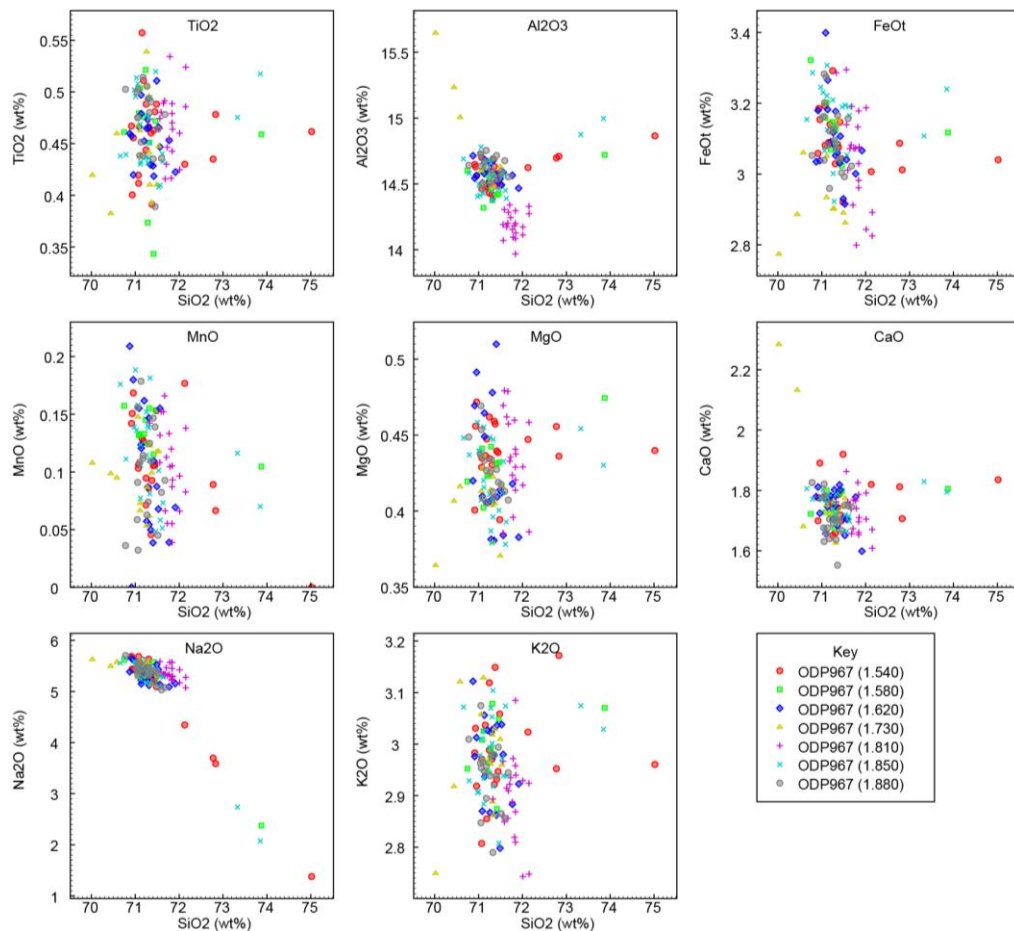 TiO2
TiO2 (wt%)
0.55
0.5
0.45
0.4
0.35
70 71 72 73 74 75
SiO2 (wt%)
Al2O3
Al2O3 (wt%)
15.5
15
14.5
14
70 71 72 73 74 75
SiO2 (wt%)
FeOt
FeOt (wt%)
3.4
3.2
3
2.8
70 71 72 73 74 75
SiO2 (wt%)
MnO
MnO (wt%)
0.2
0.15
0.1
0.05
0
70 71 72 73 74 75
SiO2 (wt%)
MgO
MgO (wt%)
0.5
0.45
0.4
0.35
70 71 72 73 74 75
SiO2 (wt%)
CaO
CaO (wt%)
2.2
2
1.8
1.6
70 71 72 73 74 75
SiO2 (wt%)
Na2O
Na2O (wt%)
6
5
4
3
2
1
70 71 72 73 74 75
SiO2 (wt%)
K2O
K2O (wt%)
3.2
3.1
3
2.9
2.8
70 71 72 73 74 75
SiO2 (wt%)
Key
ODP967 (1.540)
ODP967 (1.580)
ODP967 (1.620)
ODP967 (1.730)
ODP967 (1.810)
ODP967 (1.850)
ODP967 (1.880)